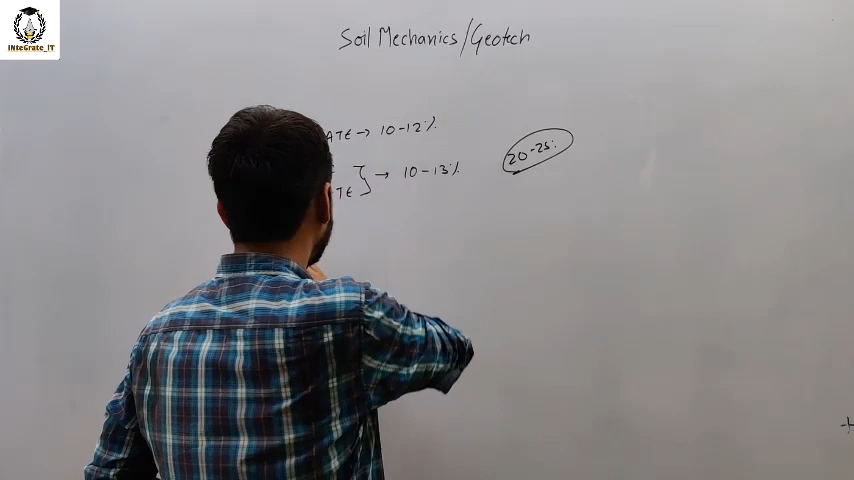 iNteGrate_iT
Soil Mechanics/Geotech
ATE → 10-12%
20-25%
TE } → 10-13%